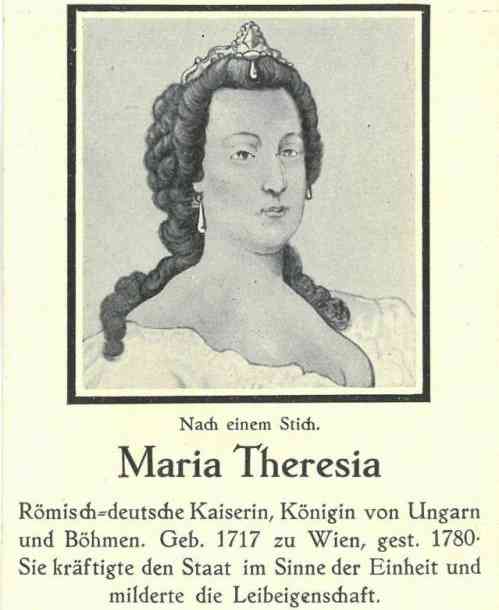 Nach einem Stich.
Maria Theresia
Römisch-deutsche Kaiserin, Königin von Ungarn
und Böhmen. Geb. 1717 zu Wien, gest. 1780.
Sie kräftigte den Staat im Sinne der Einheit und
milderte die Leibeigenschaft.